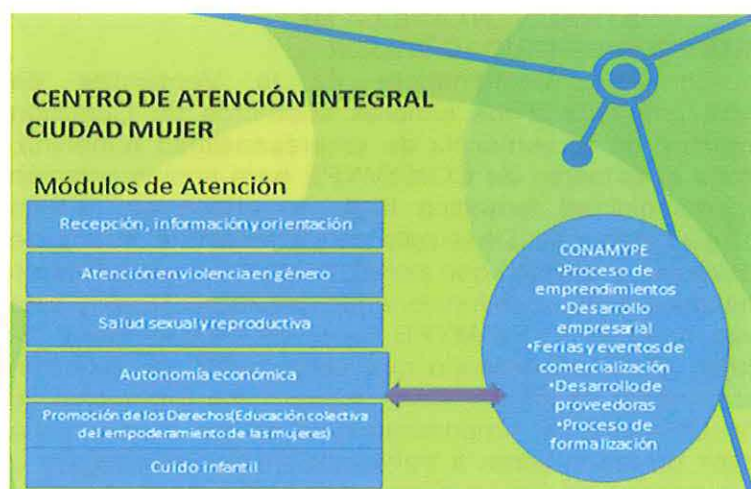 CENTRO DE ATENCIÓN INTEGRAL
CIUDAD MUJER
Módulos de Atención
Recepción, información y orientación
Atención en violencia en género
Salud sexual y reproductiva
Autonomía económica
Promoción de los Derechos(Educación colectiva
del empoderamiento de las mujeres)
Cuido infantil
CONAMYPE
•Proceso de
emprendimientos
•Desarrollo
empresarial
•Ferias y eventos de
comercialización
•Desarrollo de
proveedoras
•Proceso de
formalización